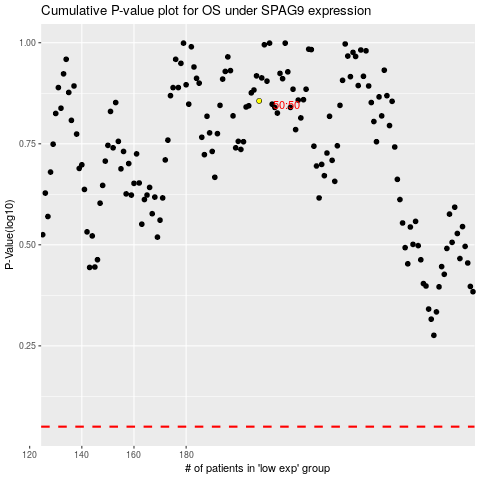 Cumulative P-value plot for OS under SPAG9 expression
1.00
0.75
0.50
0.25
P-Value(log10)
50:50
120 140 160 180
# of patients in 'low exp' group